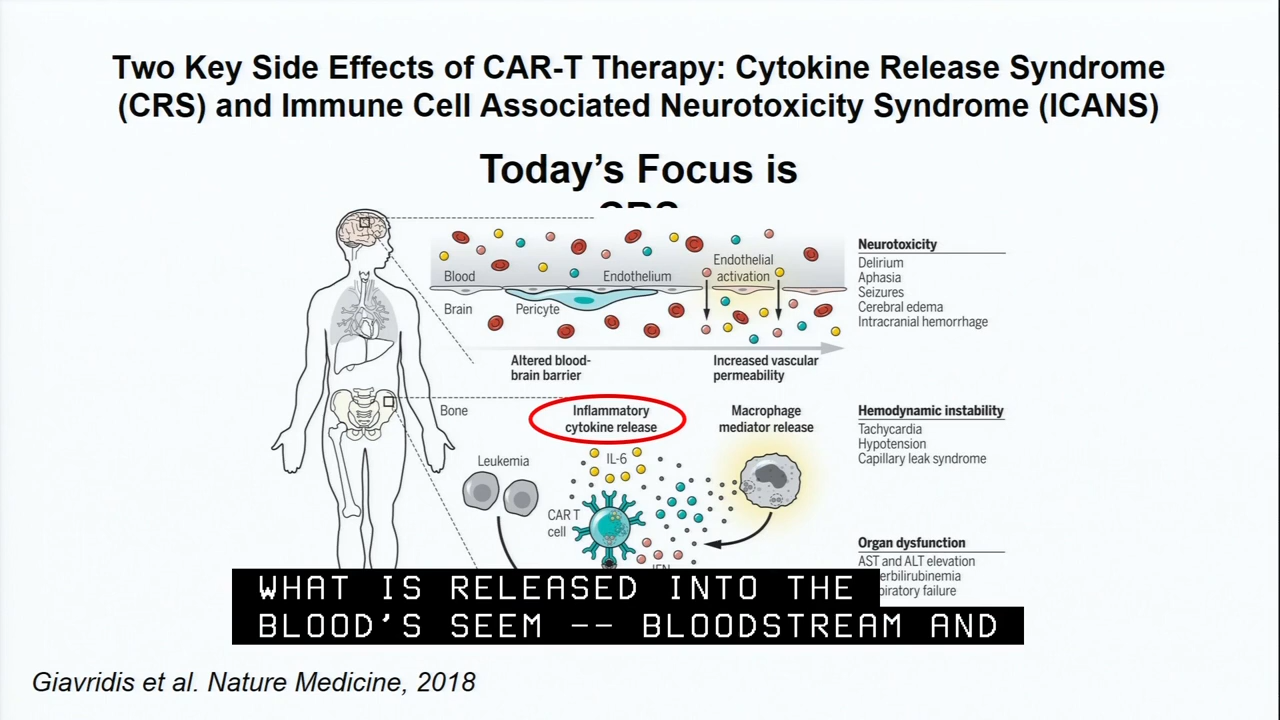 Two Key Side Effects of CAR-T Therapy: Cytokine Release Syndrome
(CRS) and Immune Cell Associated Neurotoxicity Syndrome (ICANS)
Today's Focus is
CRS
Neurotoxicity
Delirium
Aphasia
Seizures
Cerebral edema
Intracranial hemorrhage
Blood
Endothelium
Endothelial
activation
Brain
Pericyte
Altered blood-
brain barrier
Increased vascular
permeability
Bone
Inflammatory
cytokine release
Macrophage
mediator release
Hemodynamic instability
Tachycardia
Hypotension
Capillary leak syndrome
Leukemia
IL-6
CAR T
cell
Organ dysfunction
AST and ALT elevation
erbilirubinemia
piratory failure
WHAT IS RELEASED INTO THE
BLOOD'S SEEM -- BLOODSTREAM AND
Giavridis et al. Nature Medicine, 2018